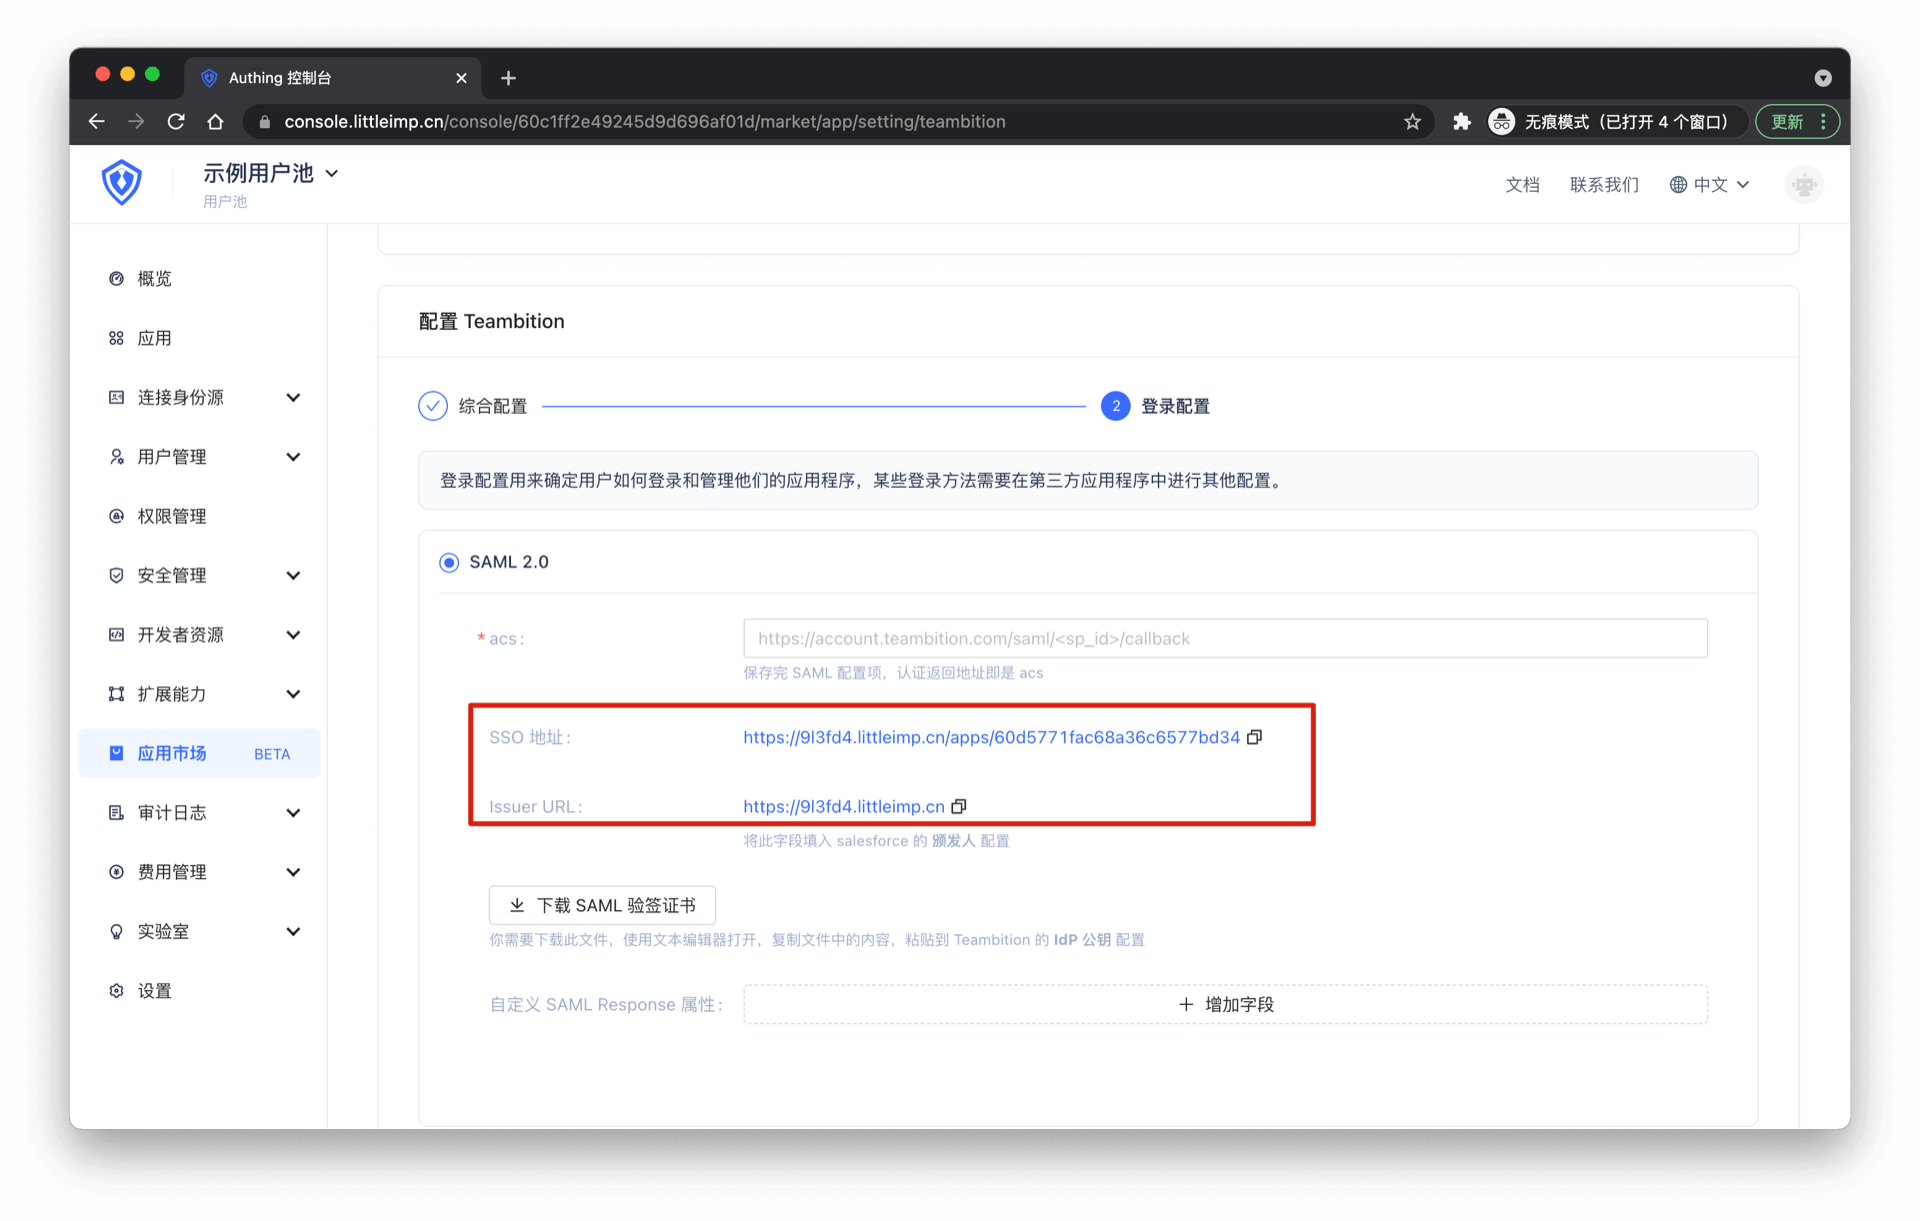 Authing 控制台
console.littleimp.cn/console/60c1ff2e49245d9d696af01d/market/app/setting/teambition
无痕模式（已打开 4 个窗口）
更新
示例用户池
用户池
文档
联系我们
中文
概览
应用
连接身份源
用户管理
权限管理
安全管理
开发者资源
扩展能力
应用市场 BETA
审计日志
费用管理
实验室
设置
配置 Teambition
综合配置
2 登录配置
登录配置用来确定用户如何登录和管理他们的应用程序，某些登录方法需要在第三方应用程序中进行其他配置。
SAML 2.0
* acs：
https://account.teambition.com/saml/<sp_id>/callback
保存完 SAML 配置项，认证返回地址即是 acs
SSO 地址：
https://9l3fd4.littleimp.cn/apps/60d5771fac68a36c6577bd34
Issuer URL：
https://9l3fd4.littleimp.cn
将此字段填入 salesforce 的 颁发人 配置
下载 SAML 验签证书
你需要下载此文件，使用文本编辑器打开，复制文件中的内容，粘贴到 Teambition 的 IdP 公钥 配置
自定义 SAML Response 属性：
增加字段